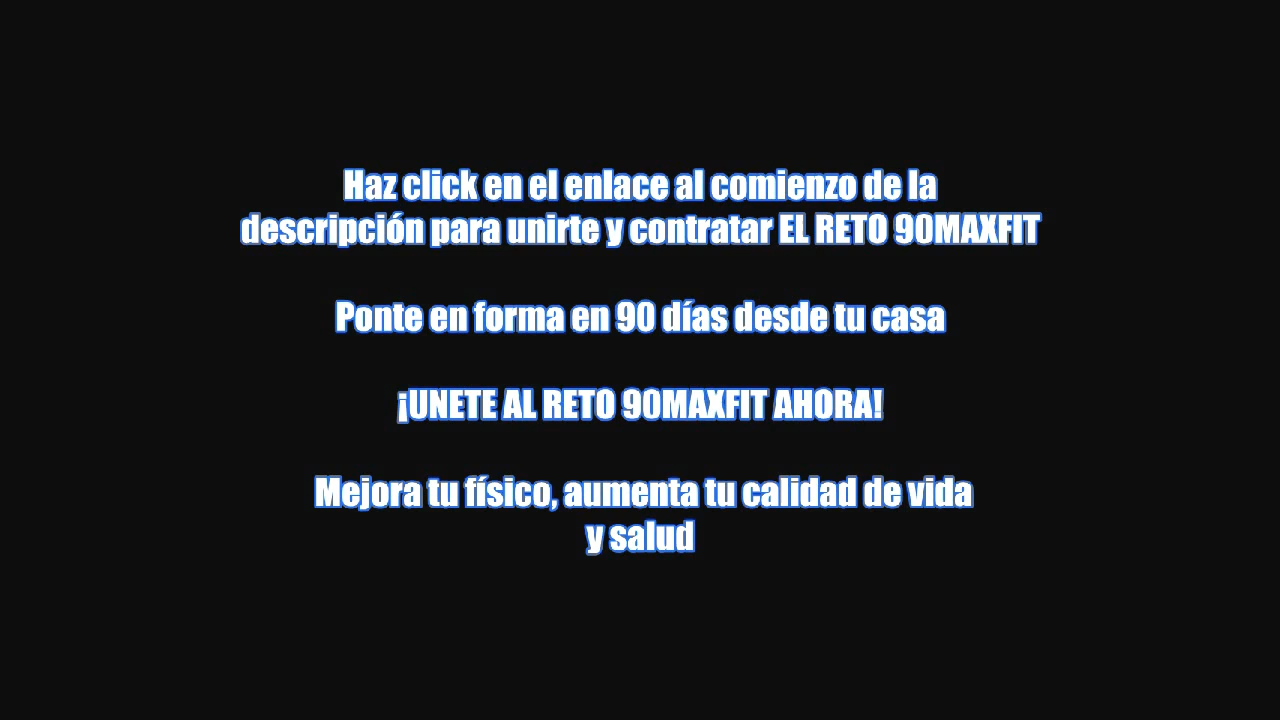 Haz click en el enlace al comienzo de la
descripción para unirte y contratar EL RETO 90MAXFIT
Ponte en forma en 90 días desde tu casa
¡UNETE AL RETO 90MAXFIT AHORA!
Mejora tu físico, aumenta tu calidad de vida
y salud